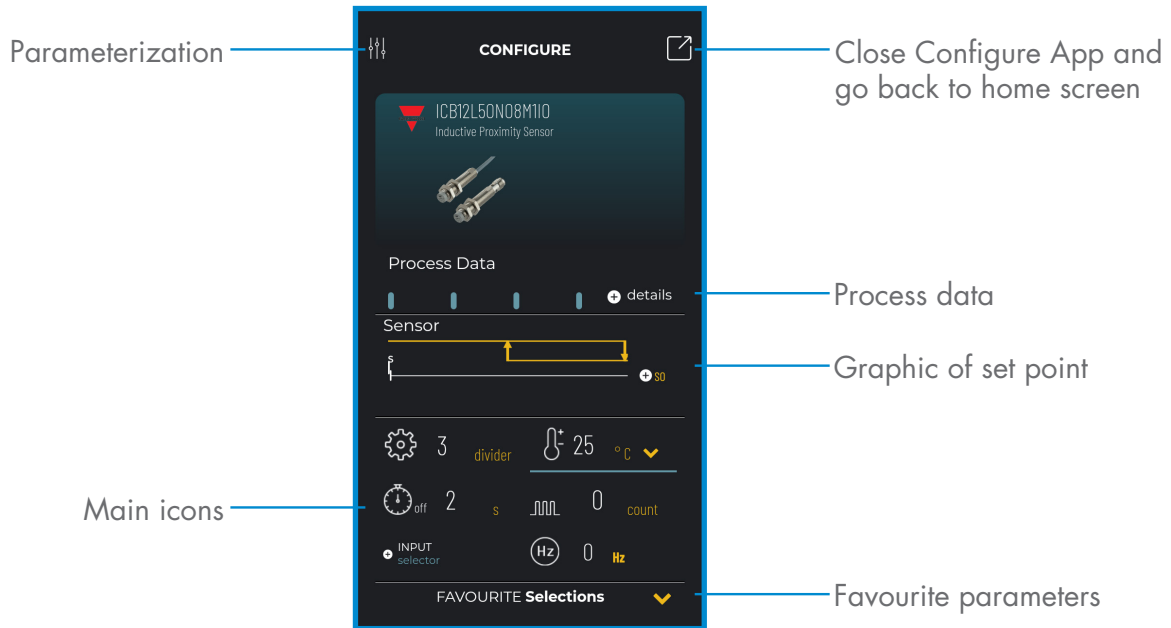 Parameterization
CONFIGURE
Close Configure App and
go back to home screen
ICB12L50N08M1IO
Inductive Proximity Sensor
Process Data
details
Process data
Sensor
s
so
Graphic of set point
3 divider
25 °C
Main icons
off 2 s
0 count
INPUT
selector
Hz 0 Hz
FAVOURITE Selections
Favourite parameters